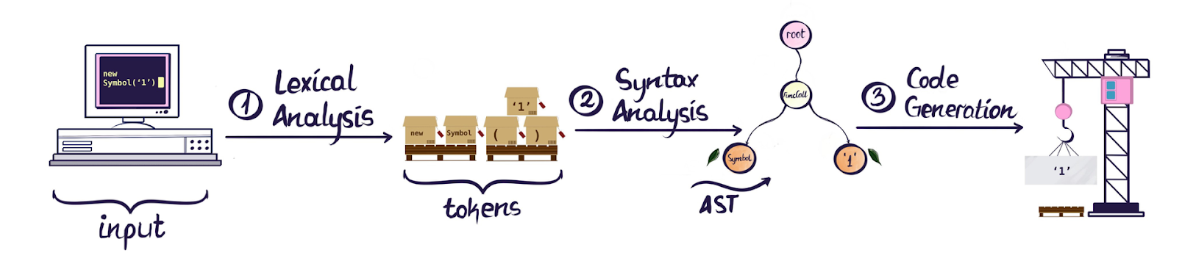 new
Symbol('1')
input
1 Lexical
Analysis
'1'
new Symbol ( )
tokens
2 Syntax
Analysis
root
FuncCall
Symbol '1'
AST
3 Code
Generation
'1'